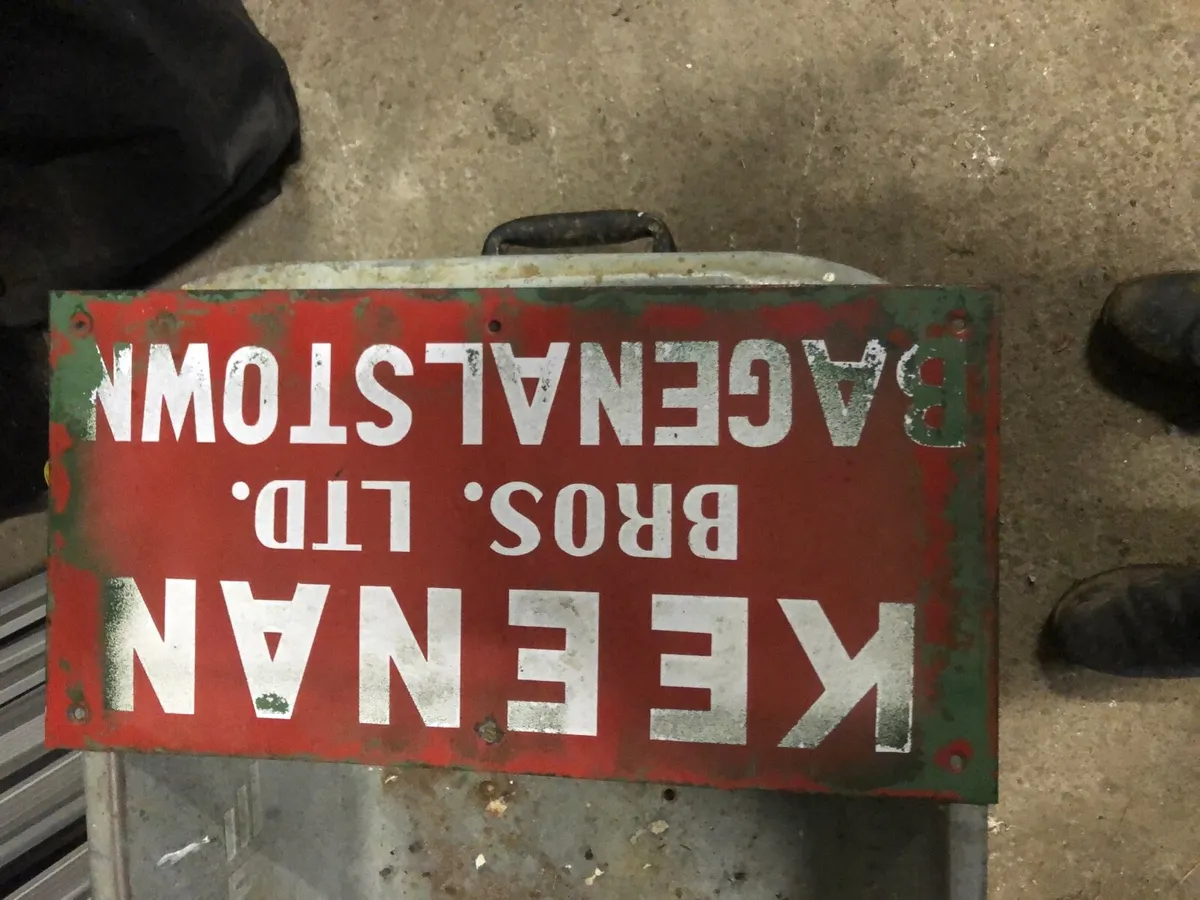 KEENAN
BROS. LTD.
BAGENALSTOWN